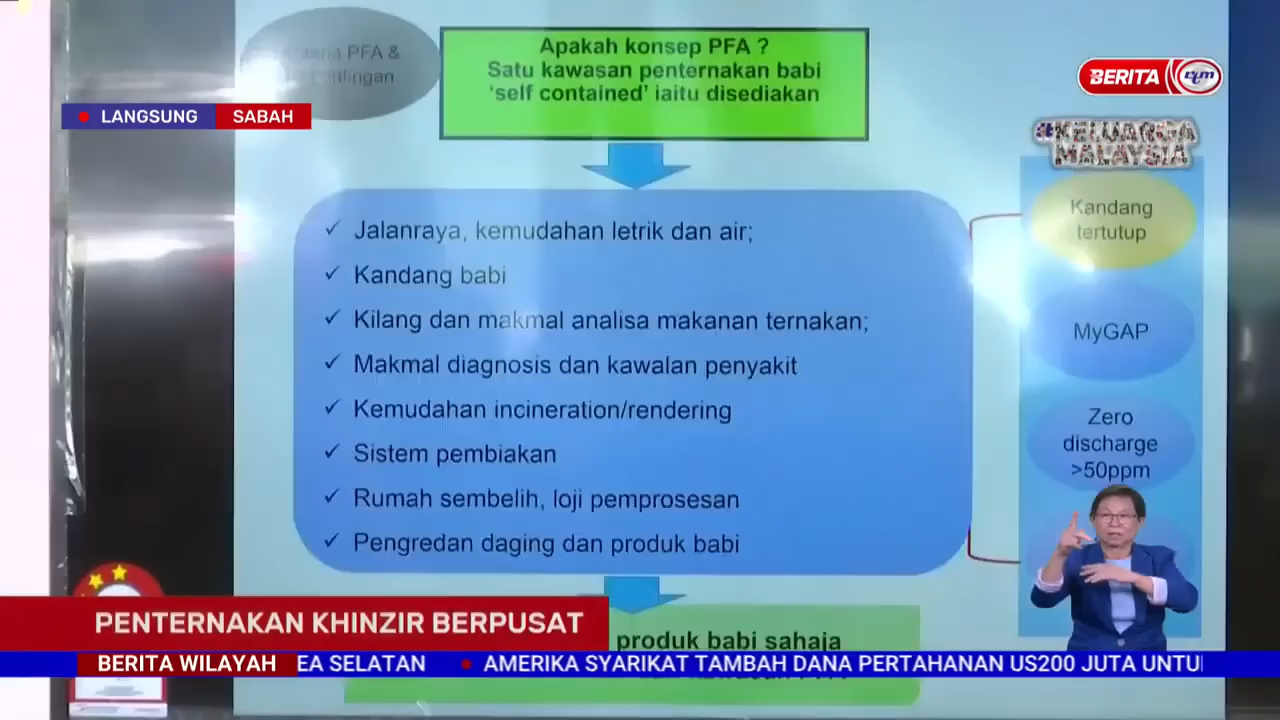 PFA &
Apakah konsep PFA ?
Satu kawasan penternakan babi
‘self contained’ iaitu disediakan
BERITA rtm
LANGSUNG SABAH
#KELUARGA
MALAYSIA
Jalanraya, kemudahan letrik dan air;
Kandang babi
Kilang dan makmal analisa makanan ternakan;
Makmal diagnosis dan kawalan penyakit
Kemudahan incineration/rendering
Sistem pembiakan
Rumah sembelih, loji pemprosesan
Pengredan daging dan produk babi
Kandang
tertutup
MyGAP
Zero
discharge
>50ppm
produk babi sahaja
PENTERNAKAN KHINZIR BERPUSAT
BERITA WILAYAH EA SELATAN • AMERIKA SYARIKAT TAMBAH DANA PERTAHANAN US200 JUTA UNTU